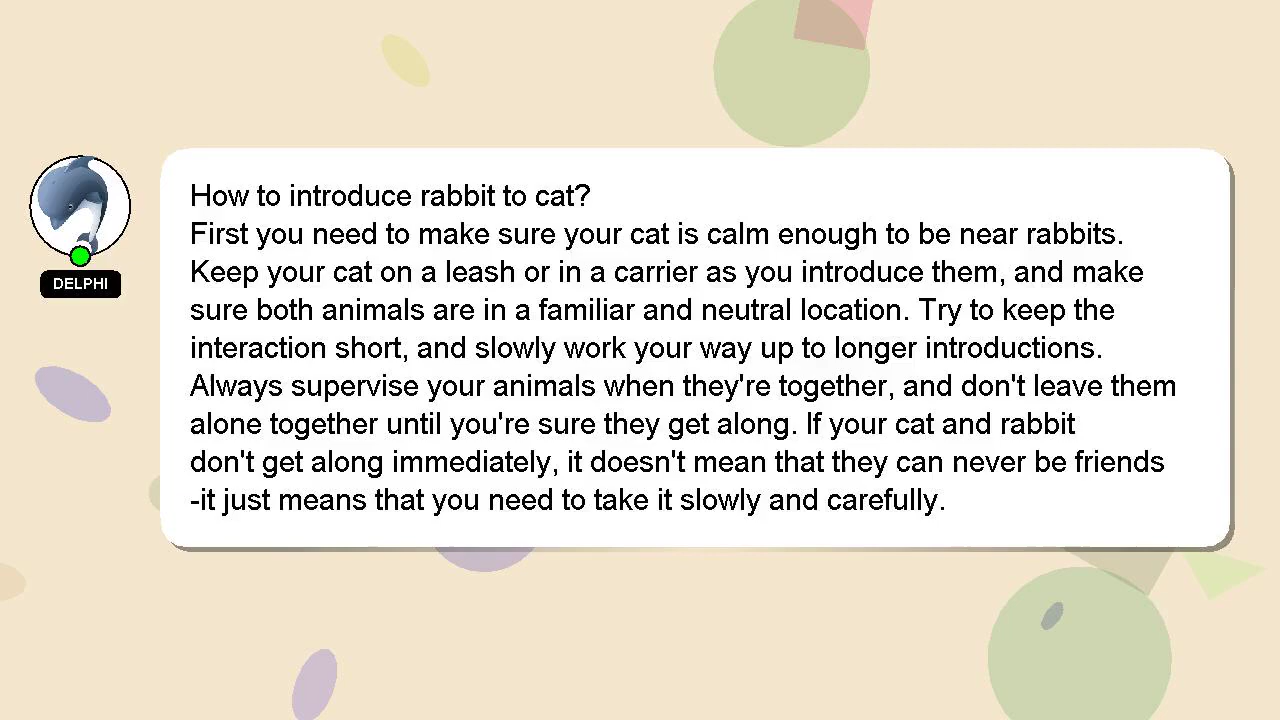 How to introduce rabbit to cat?
First you need to make sure your cat is calm enough to be near rabbits.
Keep your cat on a leash or in a carrier as you introduce them, and make
sure both animals are in a familiar and neutral location. Try to keep the
interaction short, and slowly work your way up to longer introductions.
Always supervise your animals when they're together, and don't leave them
alone together until you're sure they get along. If your cat and rabbit
don't get along immediately, it doesn't mean that they can never be friends
-it just means that you need to take it slowly and carefully.
DELPHI